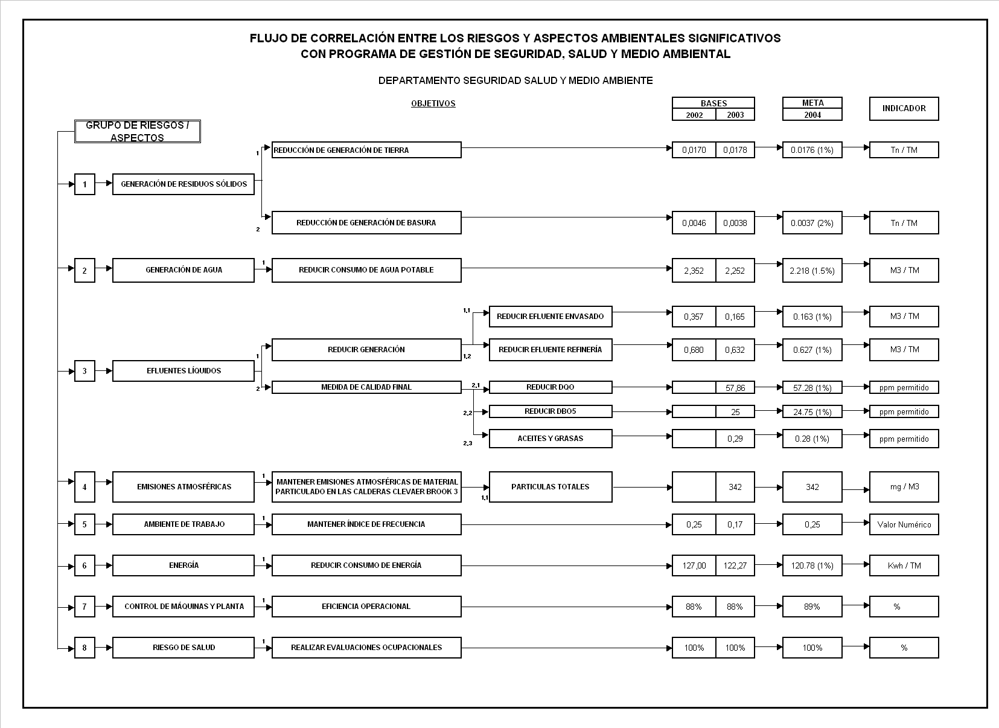 FLUJO DE CORRELACIÓN ENTRE LOS RIESGOS Y ASPECTOS AMBIENTALES SIGNIFICATIVOS
CON PROGRAMA DE GESTIÓN DE SEGURIDAD, SALUD Y MEDIO AMBIENTAL
DEPARTAMENTO SEGURIDAD SALUD Y MEDIO AMBIENTE
OBJETIVOS
BASES
2002 2003
META
2004
INDICADOR
GRUPO DE RIESGOS /
ASPECTOS
1
REDUCCIÓN DE GENERACIÓN DE TIERRA
0,0170 0,0178 0.0176 (1%) Tn / TM
1 GENERACIÓN DE RESIDUOS SÓLIDOS
2
REDUCCIÓN DE GENERACIÓN DE BASURA
0,0046 0,0038 0.0037 (2%) Tn / TM
2 GENERACIÓN DE AGUA 1 REDUCIR CONSUMO DE AGUA POTABLE 2,352 2,252 2.218 (1.5%) M3 / TM
1.1 REDUCIR EFLUENTE ENVASADO 0,357 0,165 0.163 (1%) M3 / TM
1 REDUCIR GENERACIÓN 1.2 REDUCIR EFLUENTE REFINERÍA 0,680 0,632 0.627 (1%) M3 / TM
3 EFLUENTES LÍQUIDOS
2 MEDIDA DE CALIDAD FINAL 2.1 REDUCIR DQO 57,86 57.28 (1%) ppm permitido
2.2 REDUCIR DBO5 25 24.75 (1%) ppm permitido
2.3 ACEITES Y GRASAS 0,29 0.28 (1%) ppm permitido
4 EMISIONES ATMOSFÉRICAS 1 MANTENER EMISIONES ATMOSFÉRICAS DE MATERIAL
PARTICULADO EN LAS CALDERAS CLEVAER BROOK 3
1.1 PARTICULAS TOTALES 342 342 mg / M3
5 AMBIENTE DE TRABAJO 1 MANTENER ÍNDICE DE FRECUENCIA 0,25 0,17 0,25 Valor Numérico
6 ENERGÍA 1 REDUCIR CONSUMO DE ENERGÍA 127,00 122,27 120.78 (1%) Kwh / TM
7 CONTROL DE MÁQUINAS Y PLANTA 1 EFICIENCIA OPERACIONAL 88% 88% 89% %
8 RIESGO DE SALUD 1 REALIZAR EVALUACIONES OCUPACIONALES 100% 100% 100% %